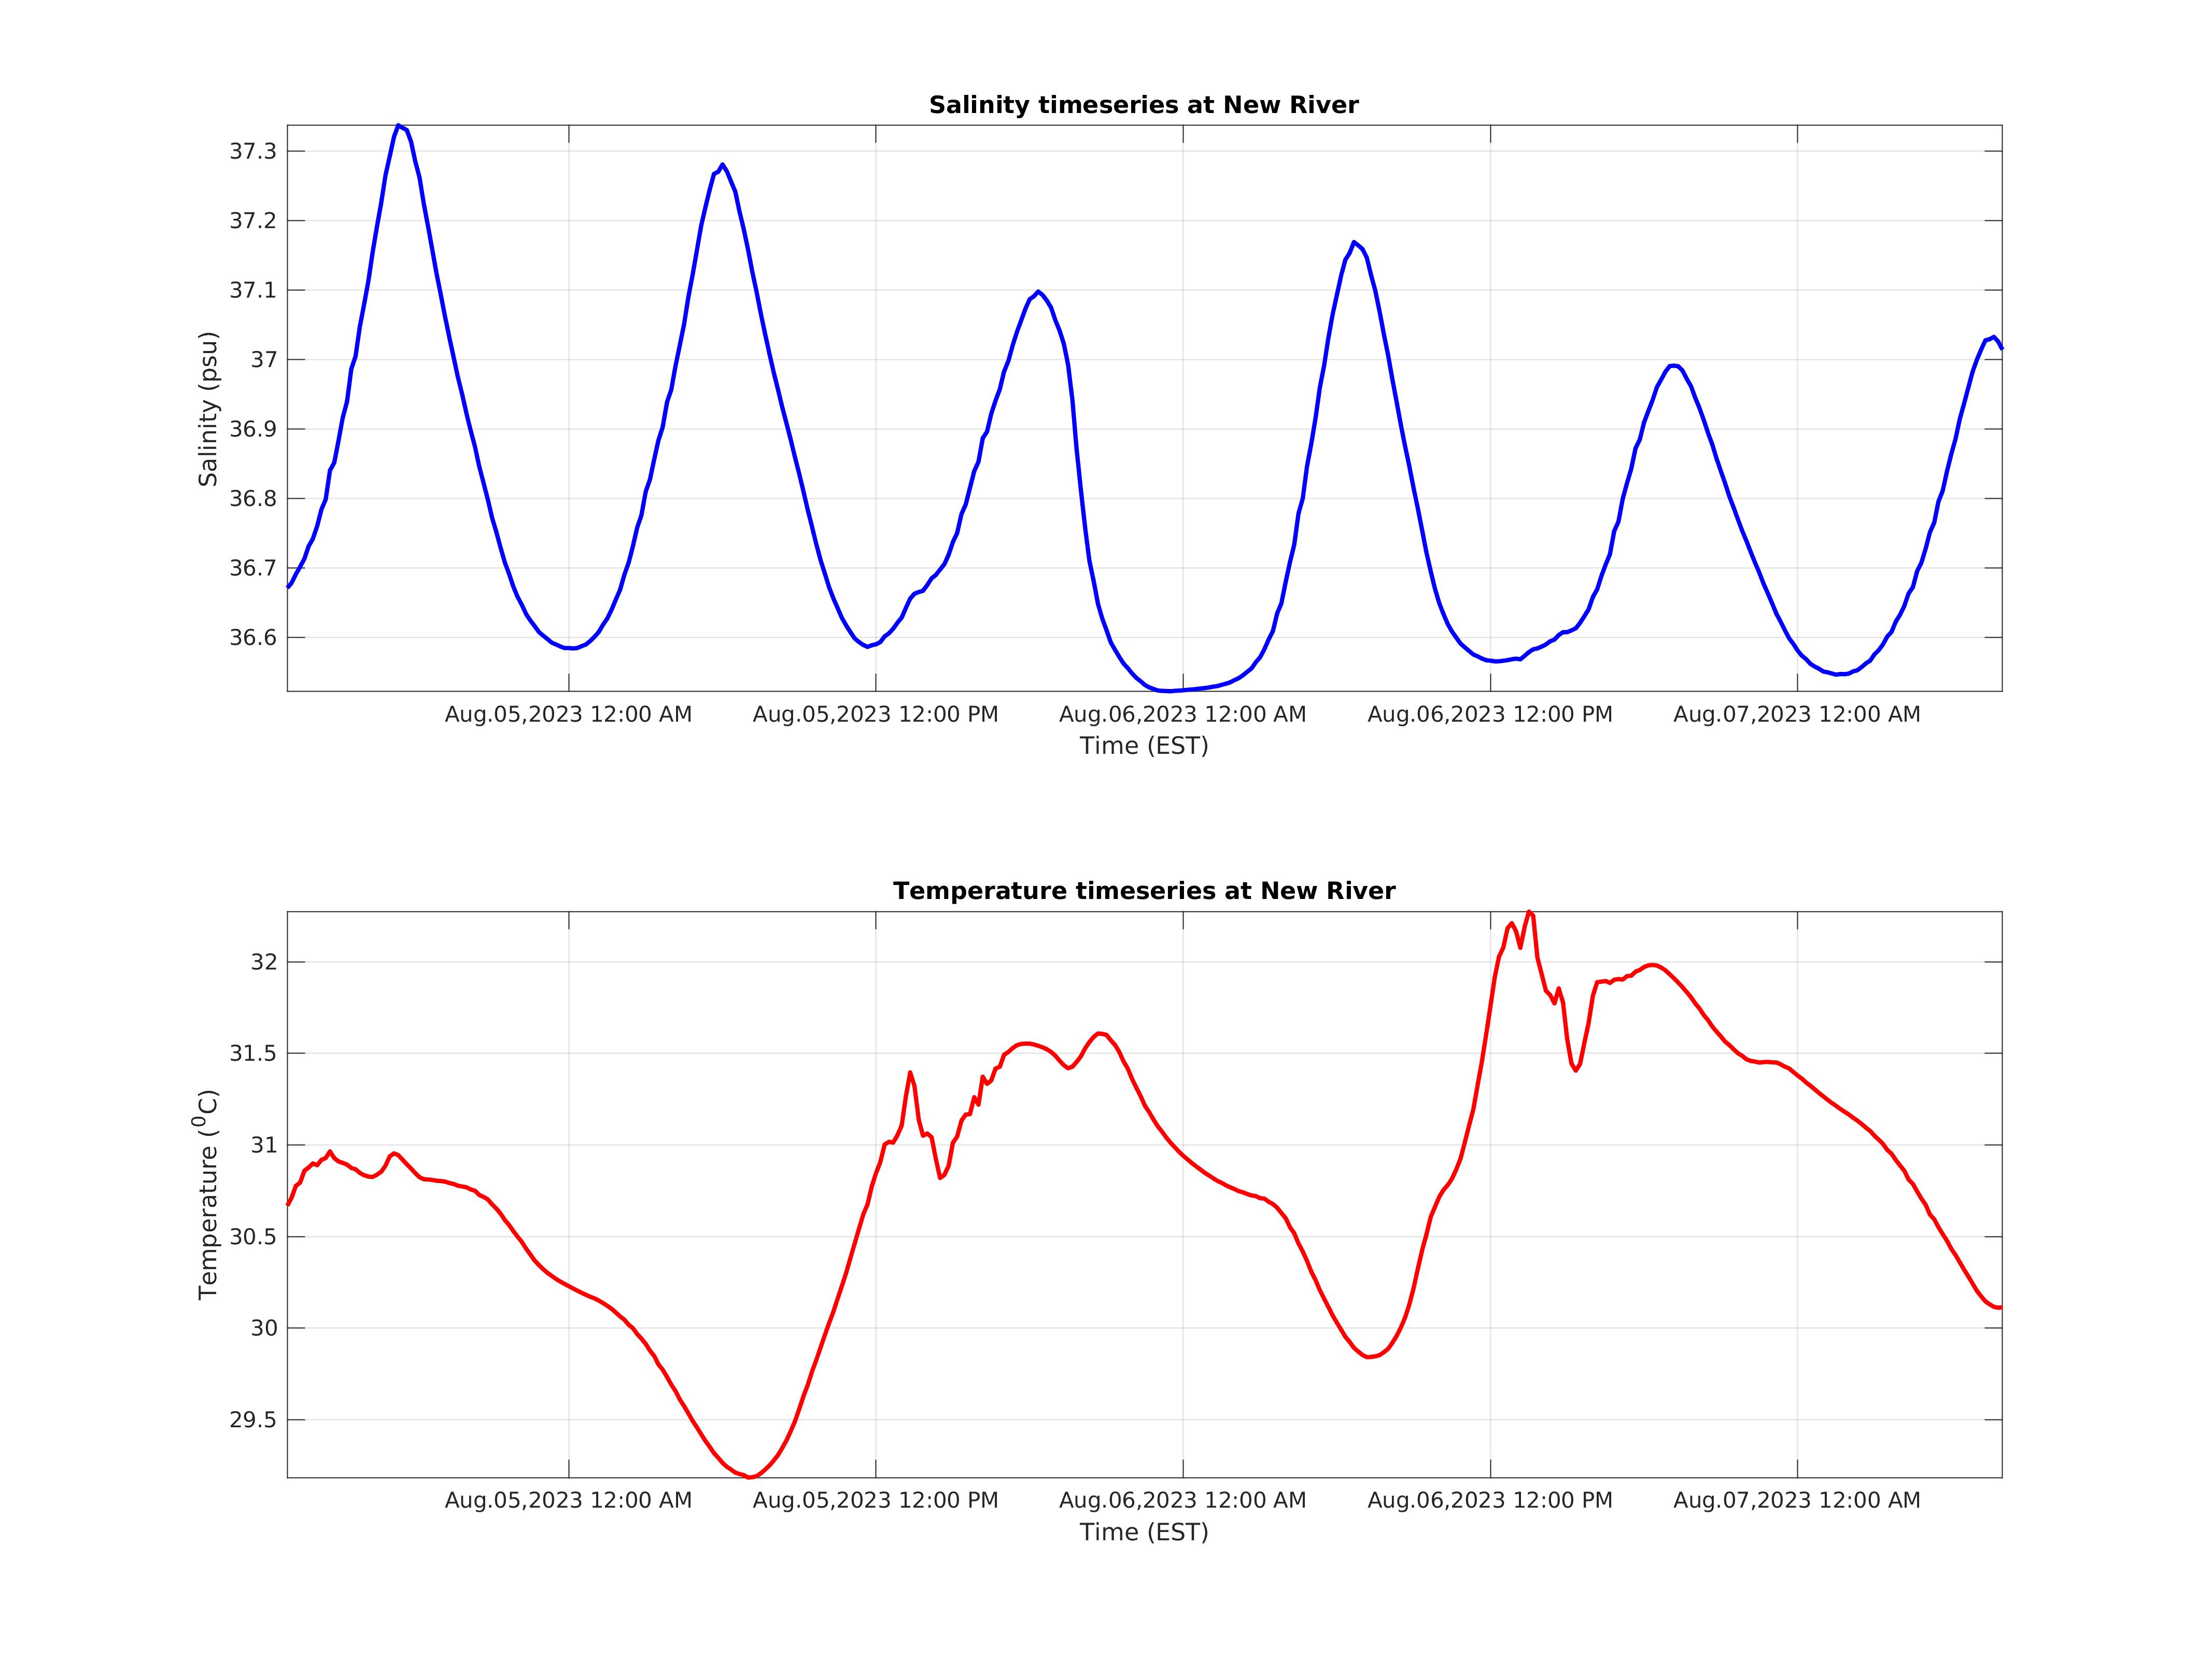 Salinity timeseries at New River
37.3
37.2
37.1
37
36.9
36.8
36.7
36.6
Salinity (psu)
Aug.05,2023 12:00 AM Aug.05,2023 12:00 PM Aug.06,2023 12:00 AM Aug.06,2023 12:00 PM Aug.07,2023 12:00 AM
Time (EST)
Temperature timeseries at New River
32
31.5
31
30.5
30
29.5
Temperature (⁰C)
Aug.05,2023 12:00 AM Aug.05,2023 12:00 PM Aug.06,2023 12:00 AM Aug.06,2023 12:00 PM Aug.07,2023 12:00 AM
Time (EST)